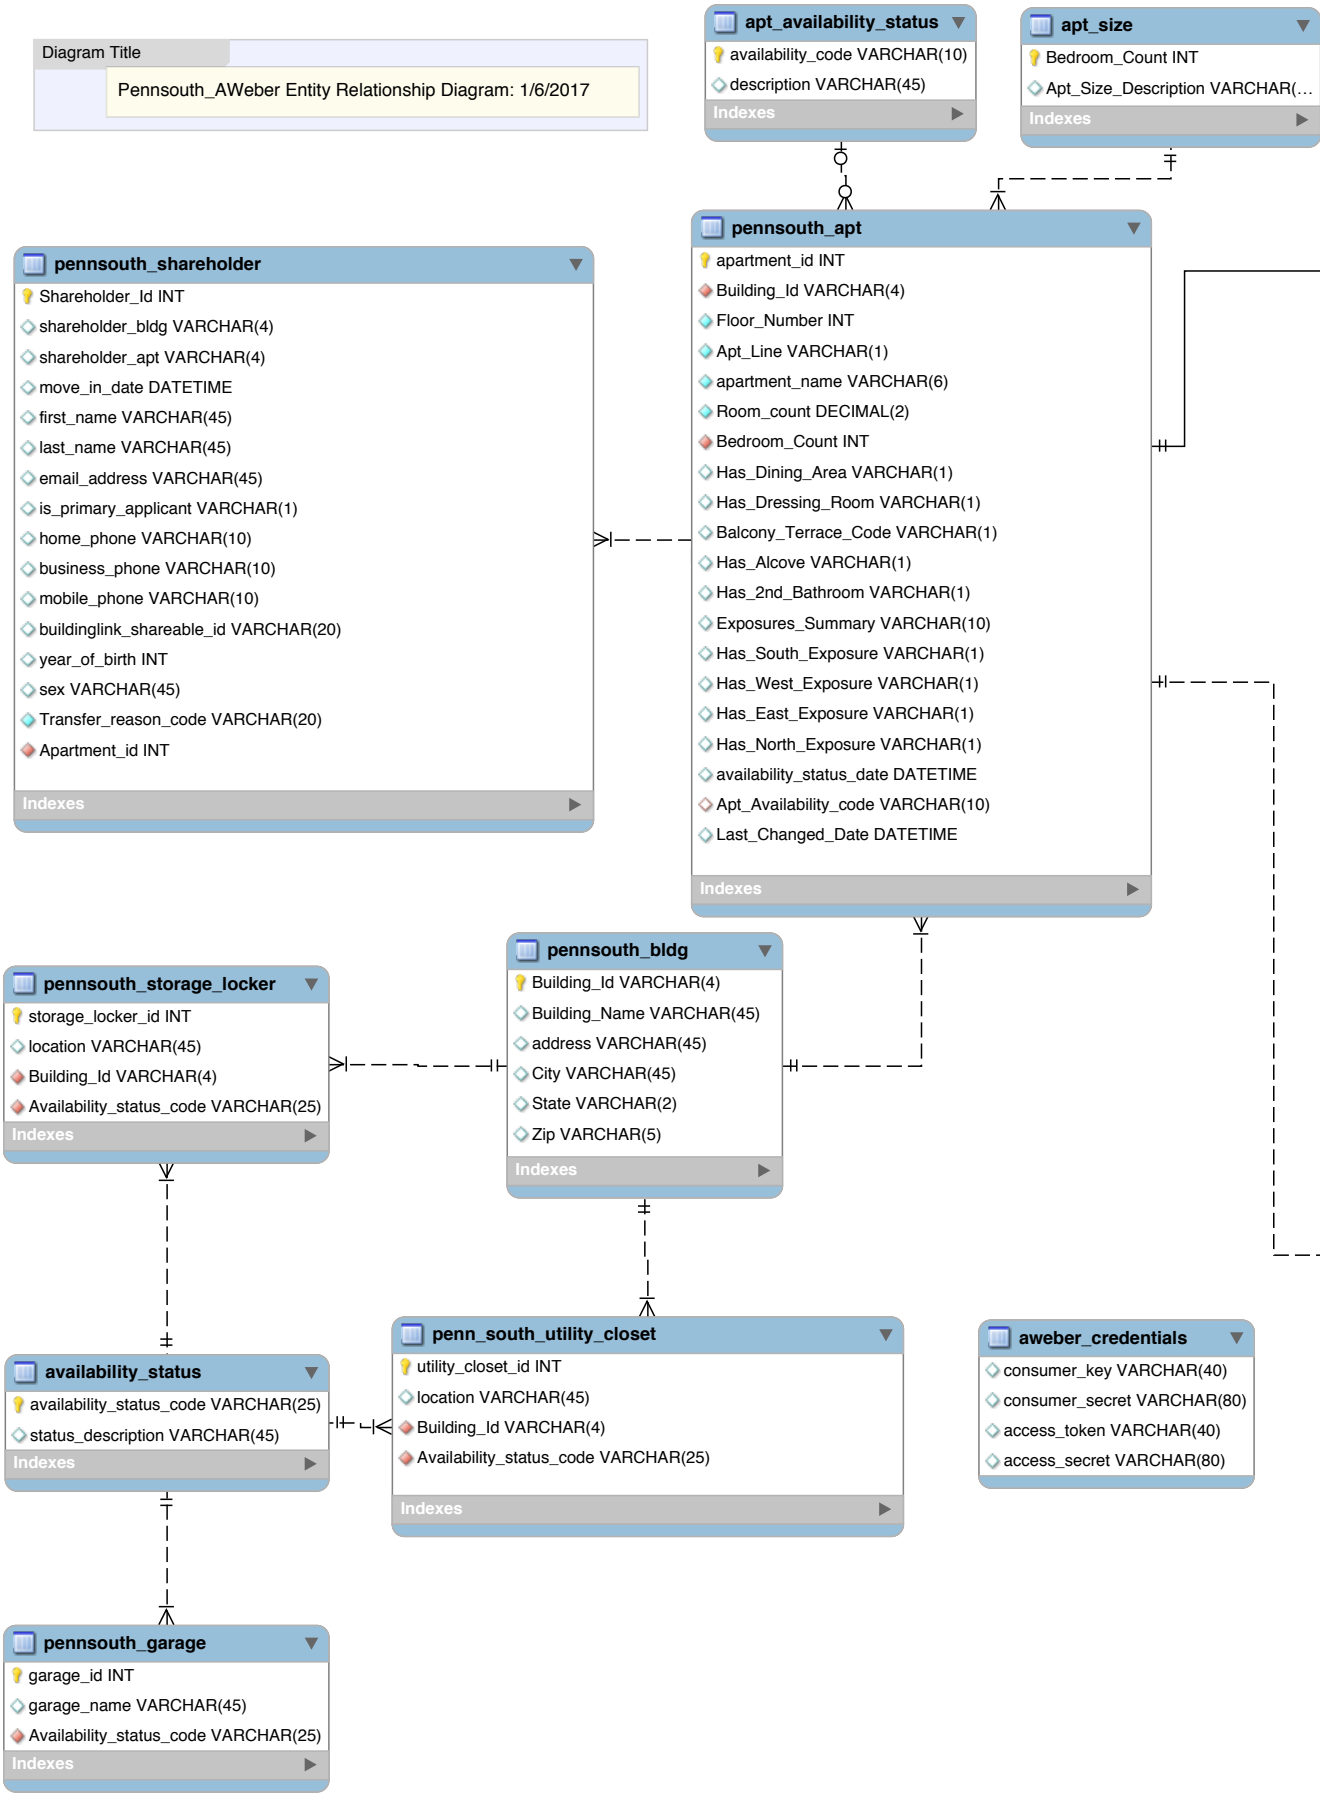 Diagram Title
Pennsouth_AWeber Entity Relationship Diagram: 1/6/2017
apt_availability_status
availability_code VARCHAR(10)
description VARCHAR(45)
Indexes
apt_size
Bedroom_Count INT
Apt_Size_Description VARCHAR(...
Indexes
pennsouth_shareholder
Shareholder_Id INT
shareholder_bldg VARCHAR(4)
shareholder_apt VARCHAR(4)
move_in_date DATETIME
first_name VARCHAR(45)
last_name VARCHAR(45)
email_address VARCHAR(45)
is_primary_applicant VARCHAR(1)
home_phone VARCHAR(10)
business_phone VARCHAR(10)
mobile_phone VARCHAR(10)
buildinglink_shareable_id VARCHAR(20)
year_of_birth INT
sex VARCHAR(45)
Transfer_reason_code VARCHAR(20)
Apartment_id INT
Indexes
pennsouth_apt
apartment_id INT
Building_Id VARCHAR(4)
Floor_Number INT
Apt_Line VARCHAR(1)
apartment_name VARCHAR(6)
Room_count DECIMAL(2)
Bedroom_Count INT
Has_Dining_Area VARCHAR(1)
Has_Dressing_Room VARCHAR(1)
Balcony_Terrace_Code VARCHAR(1)
Has_Alcove VARCHAR(1)
Has_2nd_Bathroom VARCHAR(1)
Exposures_Summary VARCHAR(10)
Has_South_Exposure VARCHAR(1)
Has_West_Exposure VARCHAR(1)
Has_East_Exposure VARCHAR(1)
Has_North_Exposure VARCHAR(1)
availability_status_date DATETIME
Apt_Availability_code VARCHAR(10)
Last_Changed_Date DATETIME
Indexes
pennsouth_storage_locker
storage_locker_id INT
location VARCHAR(45)
Building_Id VARCHAR(4)
Availability_status_code VARCHAR(25)
Indexes
pennsouth_bldg
Building_Id VARCHAR(4)
Building_Name VARCHAR(45)
address VARCHAR(45)
City VARCHAR(45)
State VARCHAR(2)
Zip VARCHAR(5)
Indexes
availability_status
availability_status_code VARCHAR(25)
status_description VARCHAR(45)
Indexes
penn_south_utility_closet
utility_closet_id INT
location VARCHAR(45)
Building_Id VARCHAR(4)
Availability_status_code VARCHAR(25)
Indexes
aweber_credentials
consumer_key VARCHAR(40)
consumer_secret VARCHAR(80)
access_token VARCHAR(40)
access_secret VARCHAR(80)
pennsouth_garage
garage_id INT
garage_name VARCHAR(45)
Availability_status_code VARCHAR(25)
Indexes